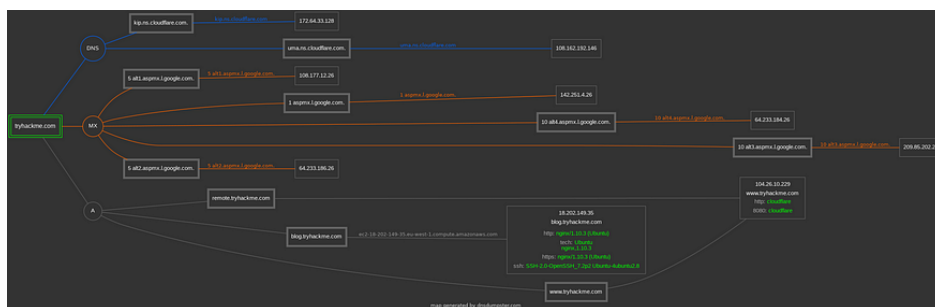 kip.ns.cloudflare.com.
kip.ns.cloudflare.com.
172.64.33.128
DNS
uma.ns.cloudflare.com.
uma.ns.cloudflare.com.
108.162.192.146
5 alt1.aspmx.l.google.com.
5 alt1.aspmx.l.google.com.
108.177.12.26
1 aspmx.l.google.com.
1 aspmx.l.google.com.
142.251.4.26
tryhackme.com
MX
10 alt4.aspmx.l.google.com.
10 alt4.aspmx.l.google.com.
64.233.184.26
10 alt3.aspmx.l.google.com.
10 alt3.aspmx.l.google.com.
209.85.202.2
5 alt2.aspmx.l.google.com.
5 alt2.aspmx.l.google.com.
64.233.186.26
A
remote.tryhackme.com
104.26.10.229
www.tryhackme.com
http: cloudflare
8080: cloudflare
blog.tryhackme.com
ec2-18-202-149-35.eu-west-1.compute.amazonaws.com
18.202.149.35
blog.tryhackme.com
http: nginx/1.10.3 (Ubuntu)
tech: Ubuntu
nginx,1.10.3
https: nginx/1.10.3 (Ubuntu)
ssh: SSH-2.0-OpenSSH_7.2p2 Ubuntu-4ubuntu2.8
www.tryhackme.com
map generated by dnsdumpster.com